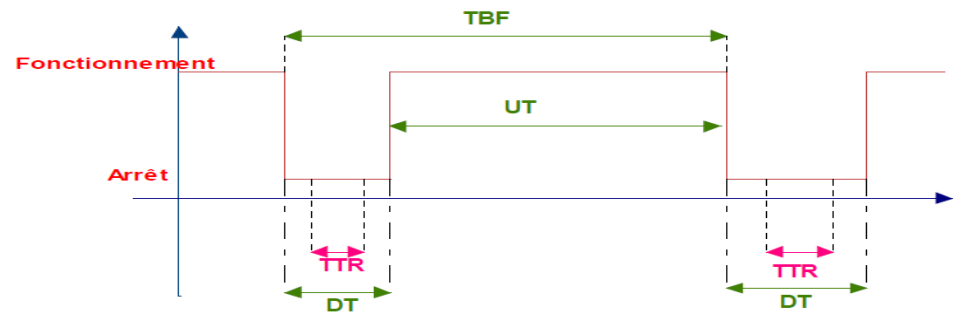 TBF
Fonctionnement
UT
Arrêt
TTR
TTR
DT
DT